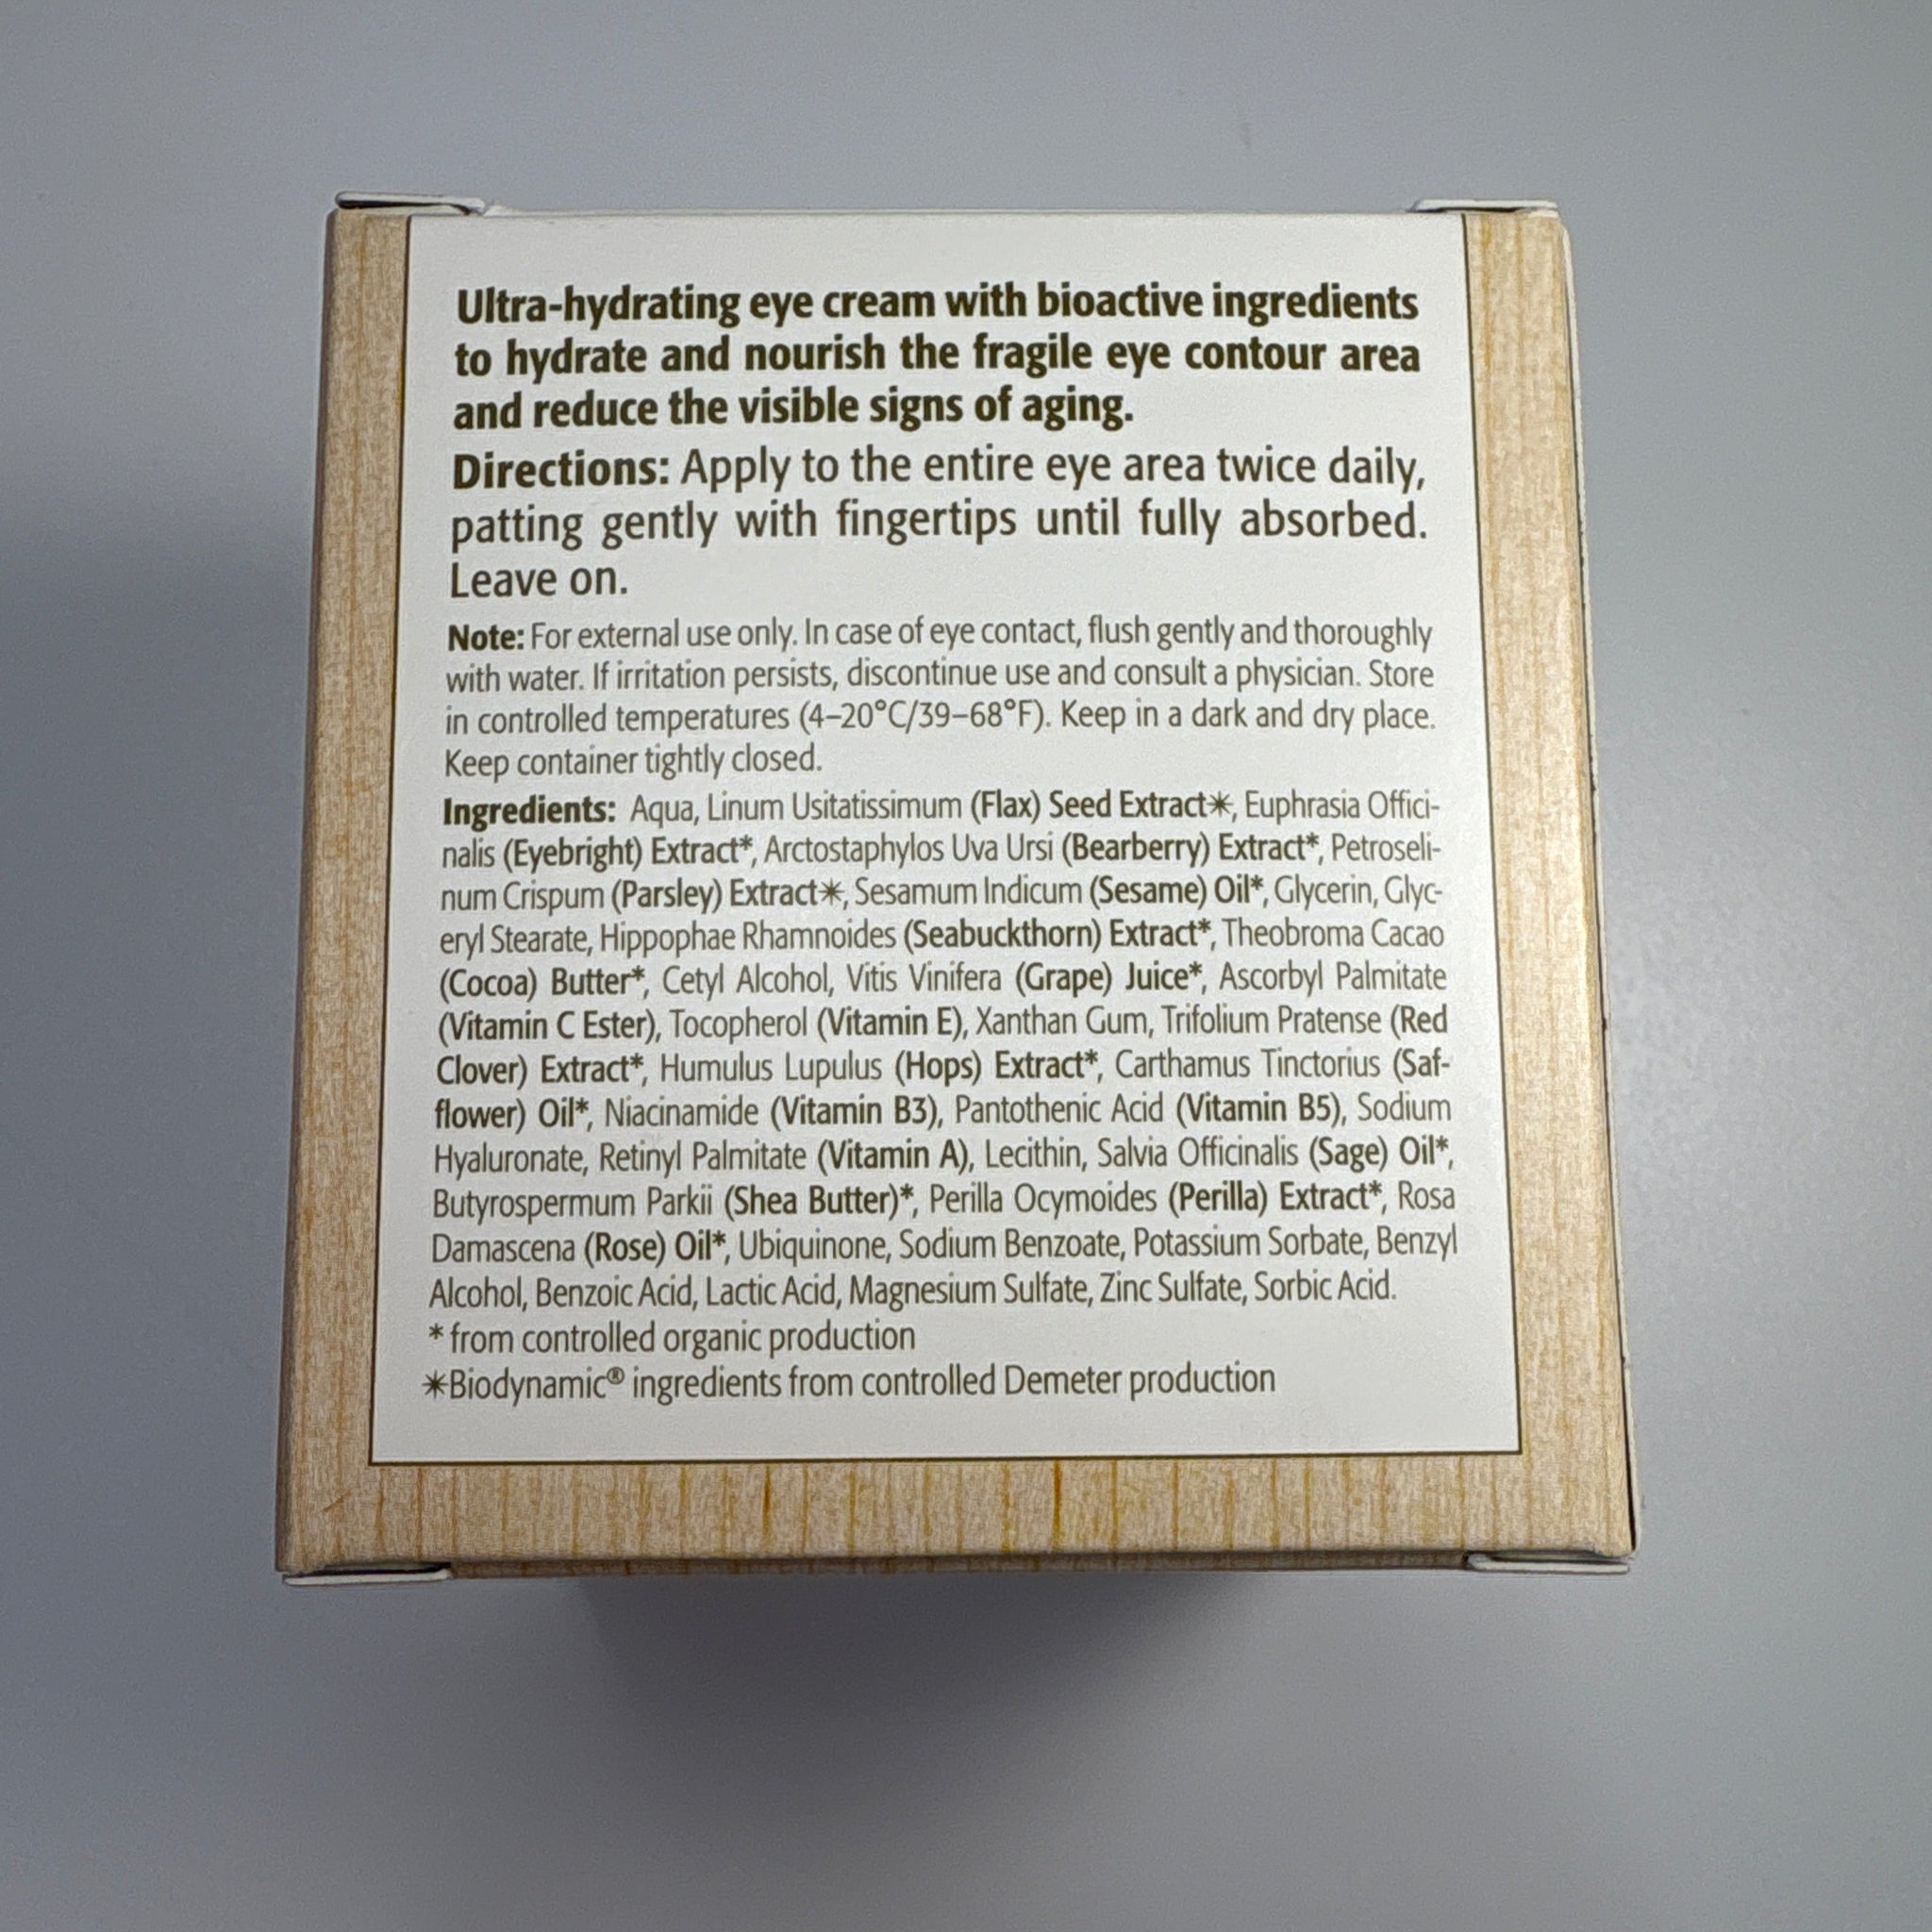 Ultra-hydrating eye cream with bioactive ingredients
to hydrate and nourish the fragile eye contour area
and reduce the visible signs of aging.
Directions: Apply to the entire eye area twice daily,
patting gently with fingertips until fully absorbed.
Leave on.
Note: For external use only. In case of eye contact, flush gently and thoroughly
with water. If irritation persists, discontinue use and consult a physician. Store
in controlled temperatures (4–20°C/39–68°F). Keep in a dark and dry place.
Keep container tightly closed.
Ingredients: Aqua, Linum Usitatissimum (Flax) Seed Extract✶, Euphrasia Offici-
nalis (Eyebright) Extract*, Arctostaphylos Uva Ursi (Bearberry) Extract*, Petroseli-
num Crispum (Parsley) Extract✶, Sesamum Indicum (Sesame) Oil*, Glycerin, Glyc-
eryl Stearate, Hippophae Rhamnoides (Seabuckthorn) Extract*, Theobroma Cacao
(Cocoa) Butter*, Cetyl Alcohol, Vitis Vinifera (Grape) Juice*, Ascorbyl Palmitate
(Vitamin C Ester), Tocopherol (Vitamin E), Xanthan Gum, Trifolium Pratense (Red
Clover) Extract*, Humulus Lupulus (Hops) Extract*, Carthamus Tinctorius (Saf-
flower) Oil*, Niacinamide (Vitamin B3), Pantothenic Acid (Vitamin B5), Sodium
Hyaluronate, Retinyl Palmitate (Vitamin A), Lecithin, Salvia Officinalis (Sage) Oil*,
Butyrospermum Parkii (Shea Butter)*, Perilla Ocymoides (Perilla) Extract*, Rosa
Damascena (Rose) Oil*, Ubiquinone, Sodium Benzoate, Potassium Sorbate, Benzyl
Alcohol, Benzoic Acid, Lactic Acid, Magnesium Sulfate, Zinc Sulfate, Sorbic Acid.
* from controlled organic production
✶Biodynamic® ingredients from controlled Demeter production